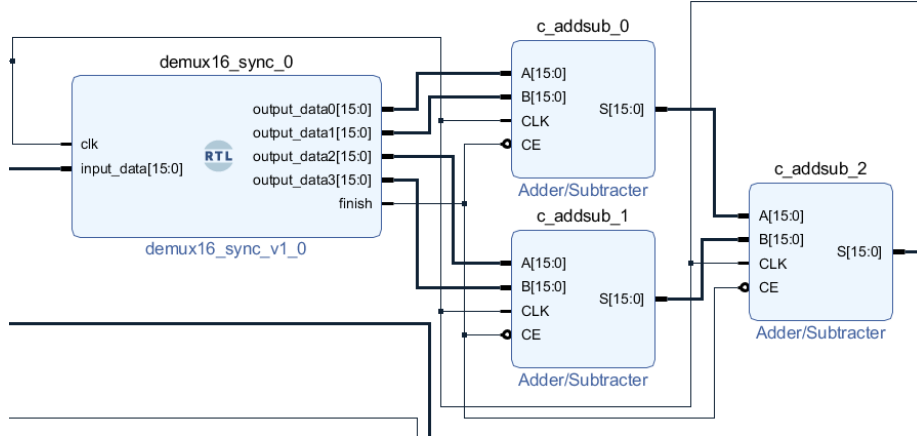 demux16_sync_0
clk
input_data[15:0]
RTL
output_data0[15:0]
output_data1[15:0]
output_data2[15:0]
output_data3[15:0]
finish
demux16_sync_v1_0
c_addsub_0
A[15:0]
B[15:0]
CLK
CE
S[15:0]
Adder/Subtracter
c_addsub_1
A[15:0]
B[15:0]
CLK
CE
S[15:0]
Adder/Subtracter
c_addsub_2
A[15:0]
B[15:0]
CLK
CE
S[15:0]
Adder/Subtracter